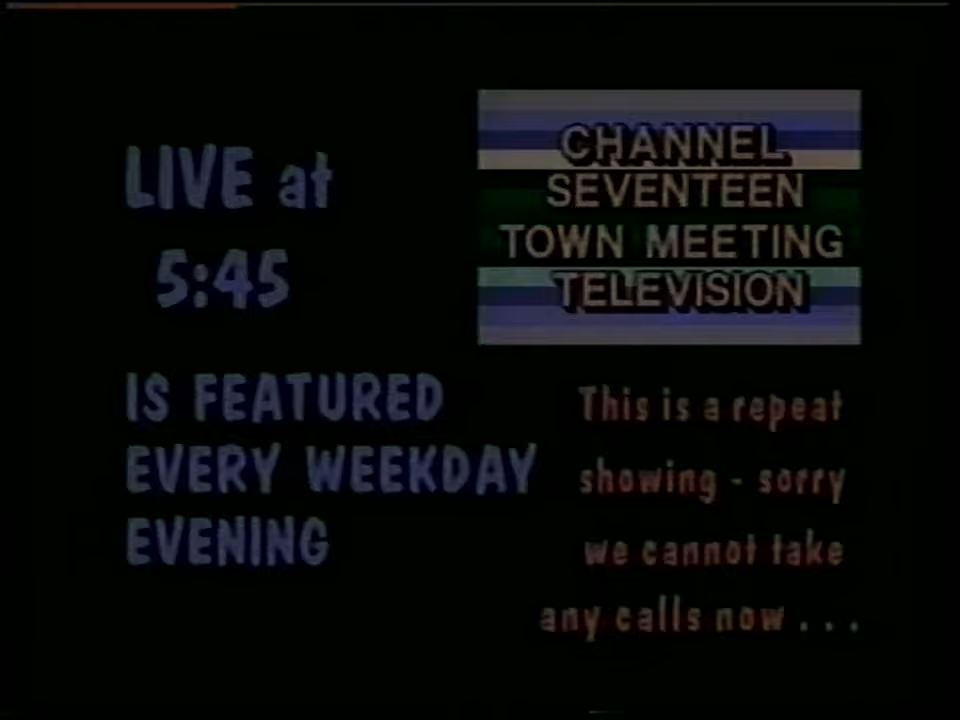 LIVE at
5:45
IS FEATURED
EVERY WEEKDAY
EVENING
CHANNEL
SEVENTEEN
TOWN MEETING
TELEVISION
This is a repeat
showing - sorry
we cannot take
any calls now . . .